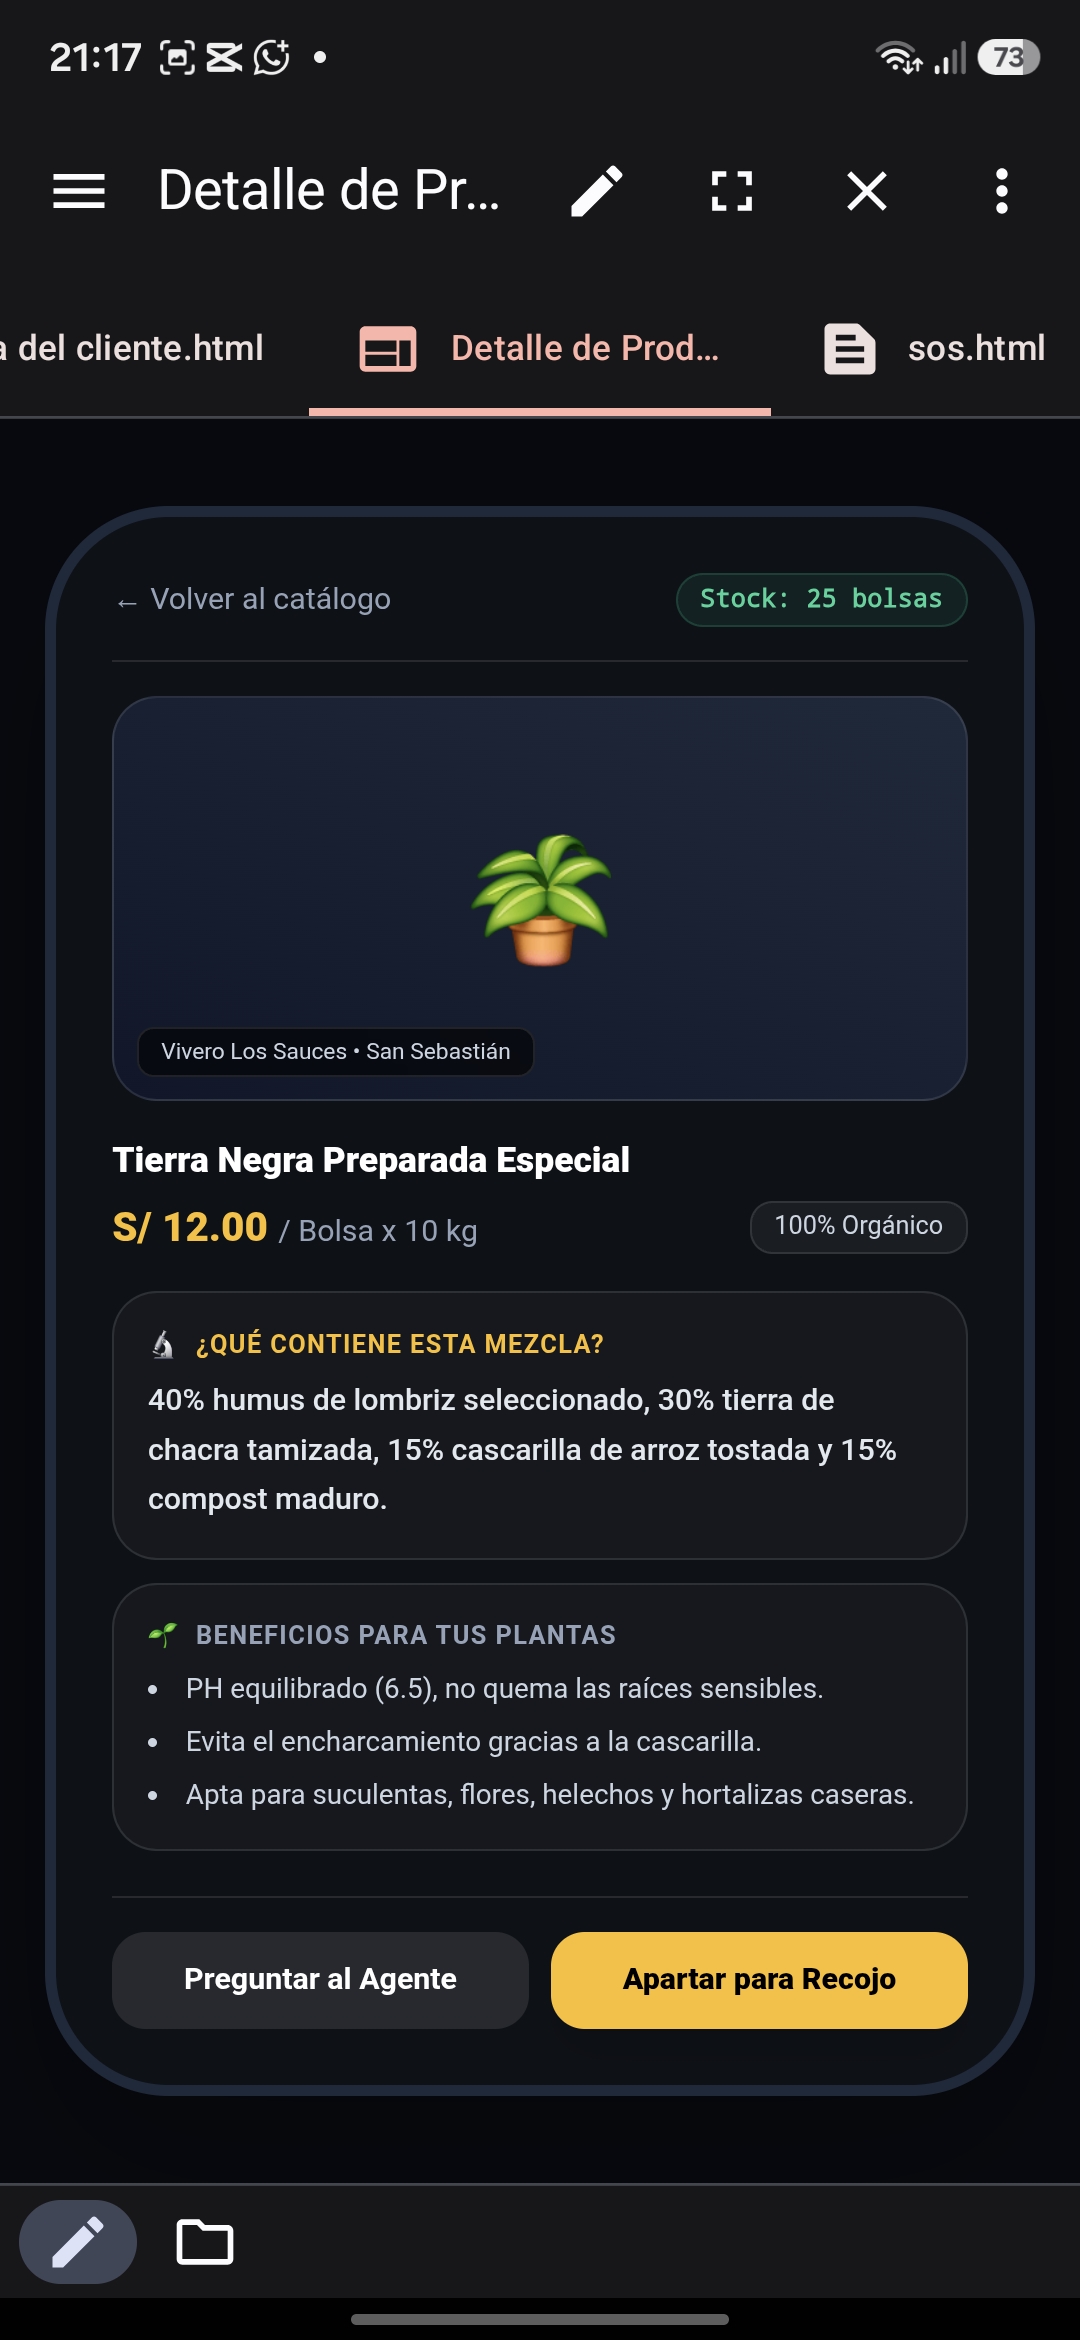 21:17
73
Detalle de Pr...
a del cliente.html
Detalle de Prod...
sos.html
← Volver al catálogo
Stock: 25 bolsas
Vivero Los Sauces • San Sebastián
Tierra Negra Preparada Especial
S/ 12.00 / Bolsa x 10 kg
100% Orgánico
¿QUÉ CONTIENE ESTA MEZCLA?
40% humus de lombriz seleccionado, 30% tierra de
chacra tamizada, 15% cascarilla de arroz tostada y 15%
compost maduro.
BENEFICIOS PARA TUS PLANTAS
• PH equilibrado (6.5), no quema las raíces sensibles.
• Evita el encharcamiento gracias a la cascarilla.
• Apta para suculentas, flores, helechos y hortalizas caseras.
Preguntar al Agente
Apartar para Recojo